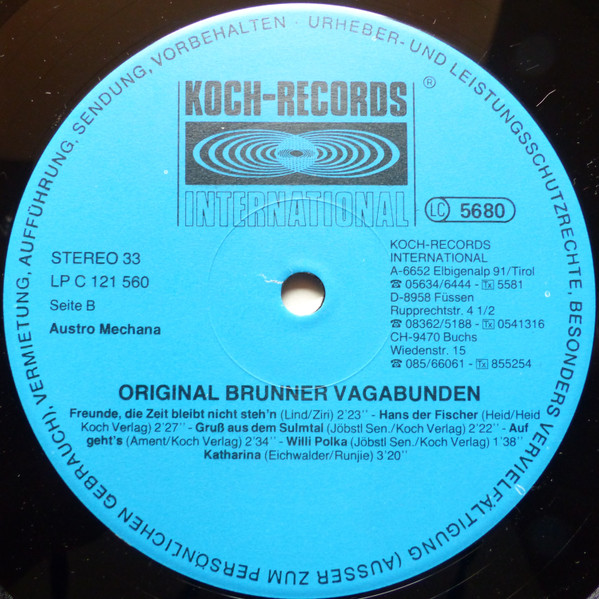 URHEBER- UND LEISTUNGSSCHUTZRECHTE, BESONDERS VERVIELFÄLTIGUNG (AUSSER ZUM PERSÖNLICHEN GEBRAUCH), VERMIETUNG, AUFFÜHRUNG. SENDUNG, VORBEHALTEN ·
KOCH-RECORDS
®
INTERNATIONAL
LC 5680
STEREO 33
LP C 121 560
Seite B
Austro Mechana
KOCH-RECORDS
INTERNATIONAL
A-6652 Elbigenalp 91/Tirol
☎ 05634/6444 - Tx 5581
D-8958 Füssen
Rupprechtstr. 4 1/2
☎ 08362/5188 - Tx 0541316
CH-9470 Buchs
Wiedenstr. 15
☎ 085/66061 - Tx 855254
ORIGINAL BRUNNER VAGABUNDEN
Freunde, die Zeit bleibt nicht steh'n (Lind/Ziri) 2'23'' - Hans der Fischer (Heid/Heid
Koch Verlag) 2'27'' - Gruß aus dem Sulmtal (Jöbstl Sen./Koch Verlag) 2'22'' - Auf
geht's (Ament/Koch Verlag) 2'34'' - Willi Polka (Jöbstl Sen./Koch Verlag) 1'38''
Katharina (Eichwalder/Runjie) 3'20''